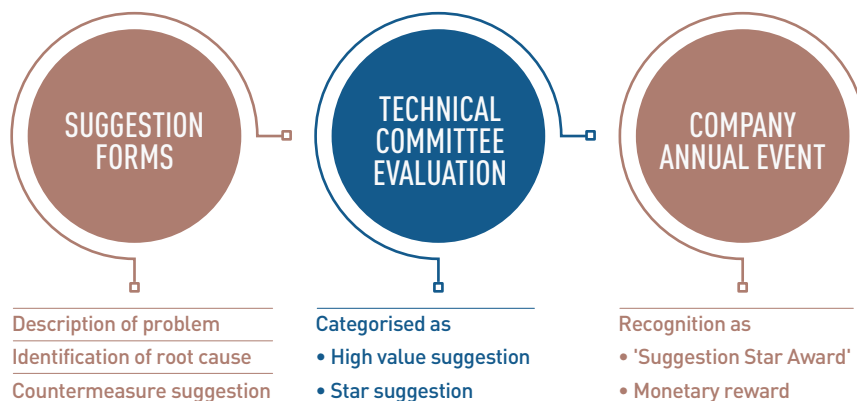 SUGGESTION
FORMS
TECHNICAL
COMMITTEE
EVALUATION
COMPANY
ANNUAL EVENT
Description of problem
Identification of root cause
Countermeasure suggestion
Categorised as
• High value suggestion
• Star suggestion
Recognition as
• 'Suggestion Star Award'
• Monetary reward